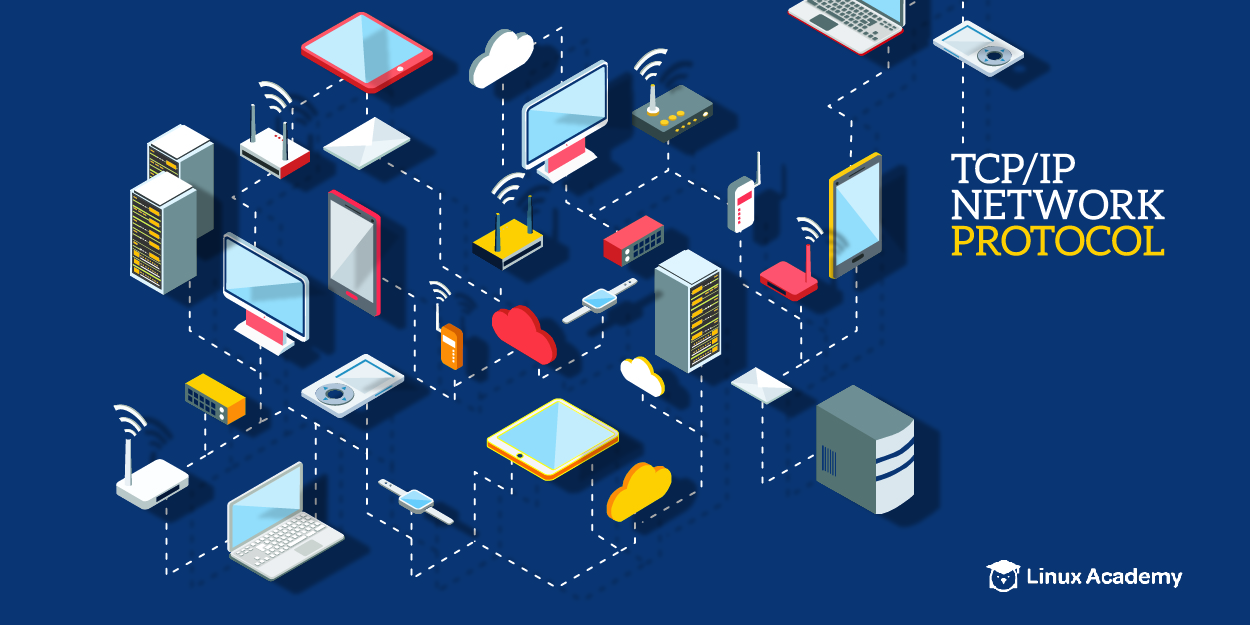 TCP/IP
NETWORK
PROTOCOL
Linux Academy